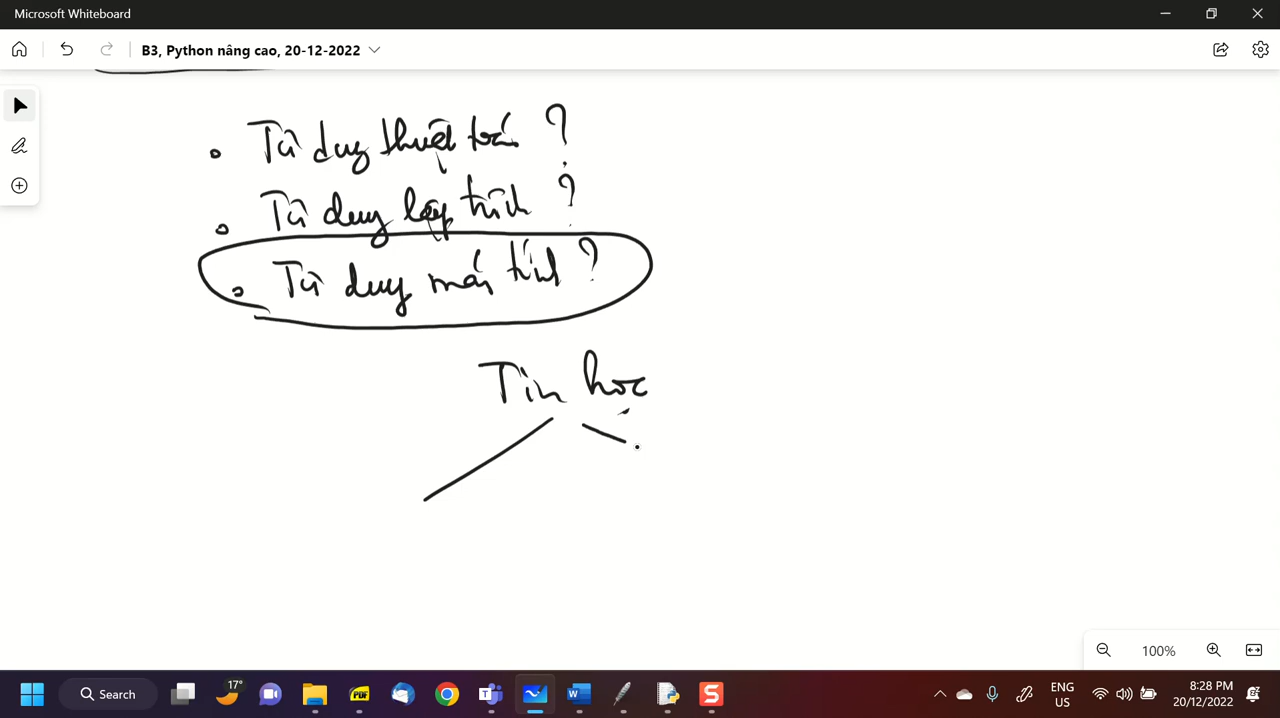 Microsoft Whiteboard
B3, Python nâng cao, 20-12-2022
Tư duy thuật toán ?
Tư duy lập trình ?
Tư duy máy tính ?
Tin học
100%
17°
Search
PDF
ENG
US
8:28 PM
20/12/2022